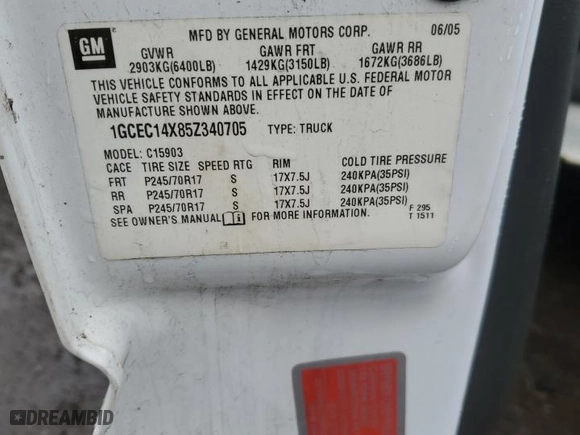 GM
MFD BY GENERAL MOTORS CORP. 06/05
GVWR GAWR FRT GAWR RR
2903KG(6400LB) 1429KG(3150LB) 1672KG(3686LB)
THIS VEHICLE CONFORMS TO ALL APPLICABLE U.S. FEDERAL MOTOR
VEHICLE SAFETY STANDARDS IN EFFECT ON THE DATE OF
MANUFACTURE SHOWN ABOVE.
1GCEC14X85Z340705 TYPE: TRUCK
MODEL: C15903
CACE TIRE SIZE SPEED RTG RIM COLD TIRE PRESSURE
FRT P245/70R17 S 17X7.5J 240KPA(35PSI)
RR P245/70R17 S 17X7.5J 240KPA(35PSI)
SPA P245/70R17 S 17X7.5J 240KPA(35PSI)
SEE OWNER'S MANUAL FOR MORE INFORMATION.
F 295
T 1511
DREAMBID